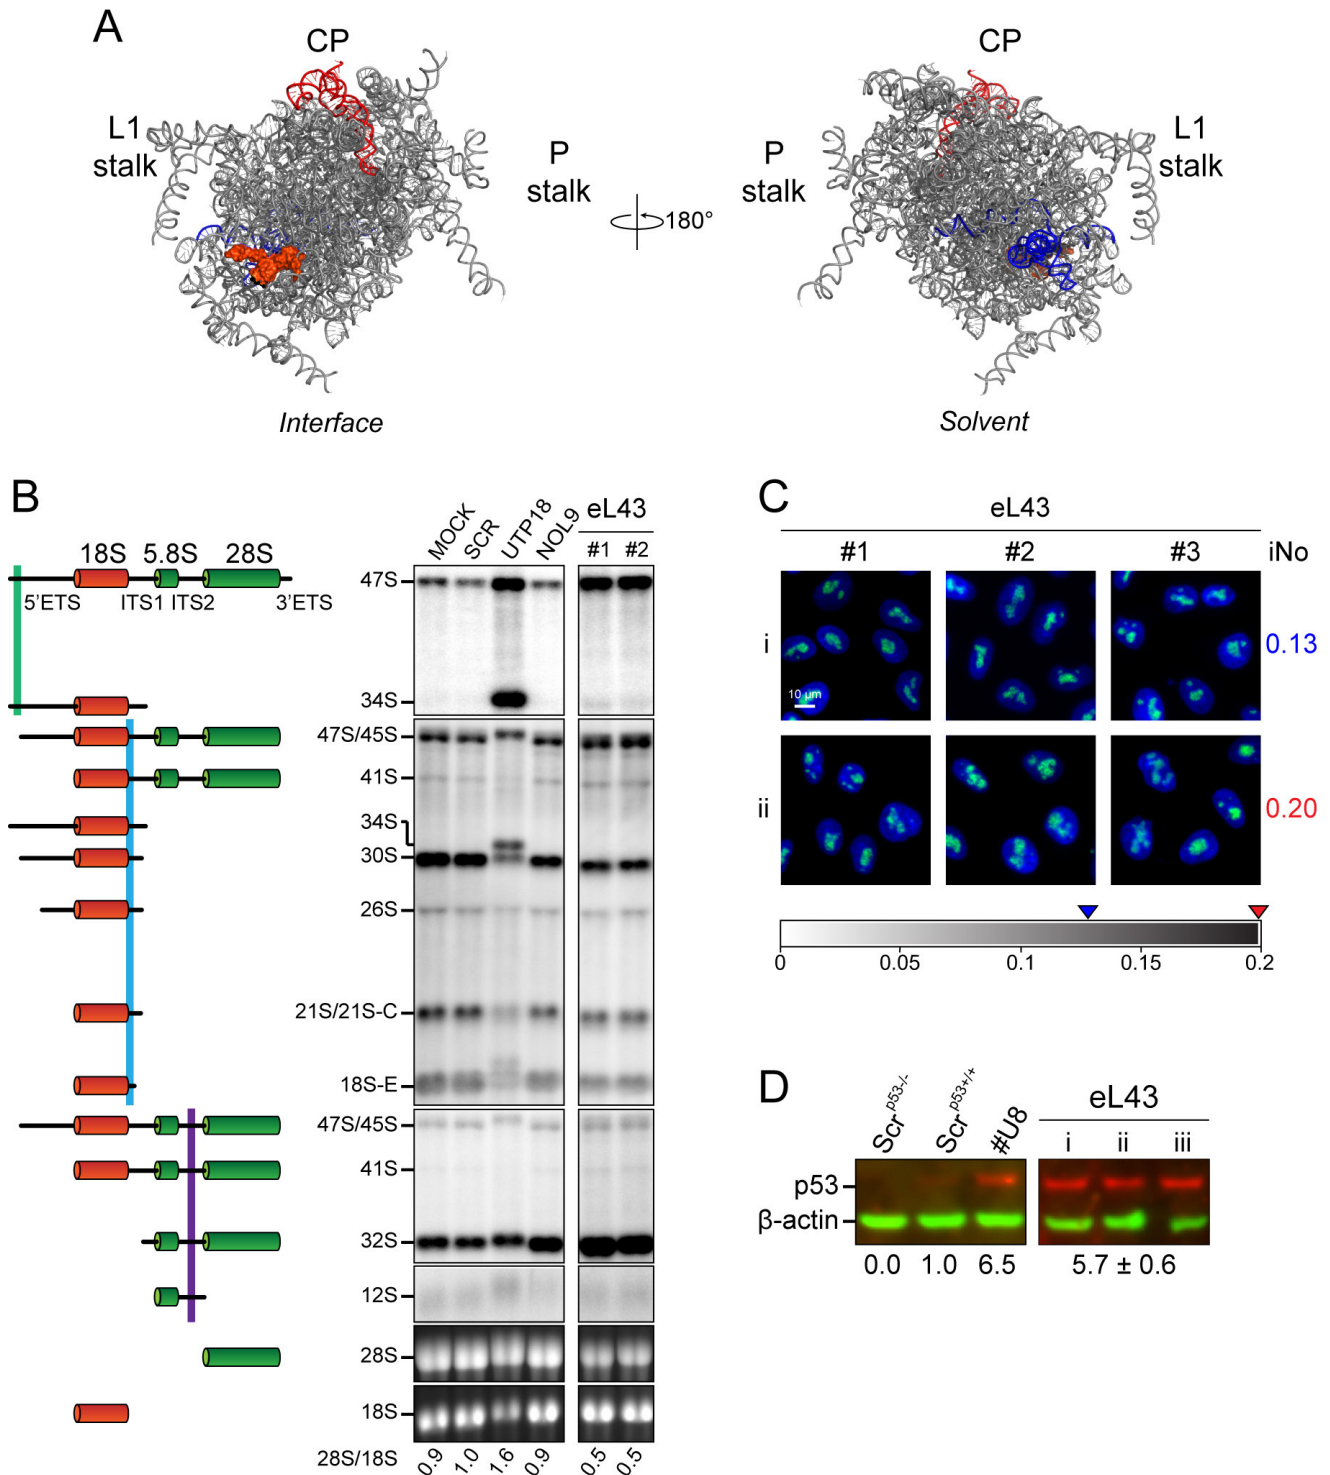 A
CP
L1
stalk
P
stalk
180°
CP
P
stalk
L1
stalk
Interface
Solvent
B
18S 5.8S 28S
5'ETS ITS1 ITS2 3'ETS
MOCK
SCR
UTP18
NOL9
eL43
#1 #2
47S
34S
47S/45S
41S
34S
30S
26S
21S/21S-C
18S-E
47S/45S
41S
32S
12S
28S
18S
28S/18S 0.9 1.0 1.6 0.9 0.5 0.5
C
eL43
#1 #2 #3 iNo
i 0.13
10 µm
ii 0.20
0 0.05 0.1 0.15 0.2
D
Scr p53-/-
Scr p53+/+
#U8
eL43
i ii iii
p53
β-actin
0.0 1.0 6.5 5.7 ± 0.6